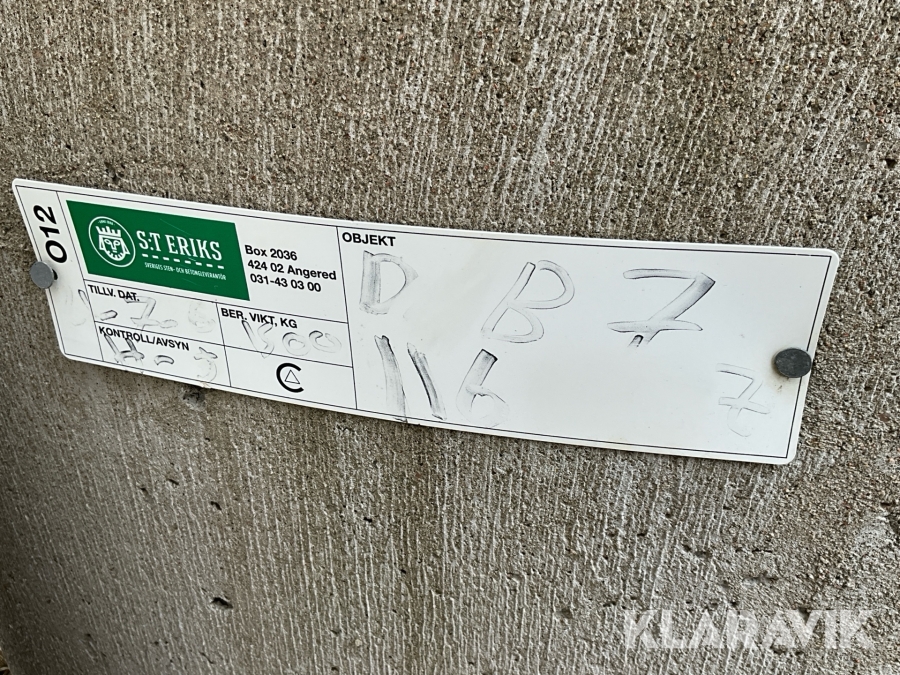 O12
S:T ERIKS
SVERIGES STEN- OCH BETONGLEVERANTÖR
Box 2036
424 02 Angered
031-43 03 00
TILLV. DAT.
BER. VIKT, KG
KONTROLL/AVSYN
OBJEKT
D B 7
116
7
KLARAVIK